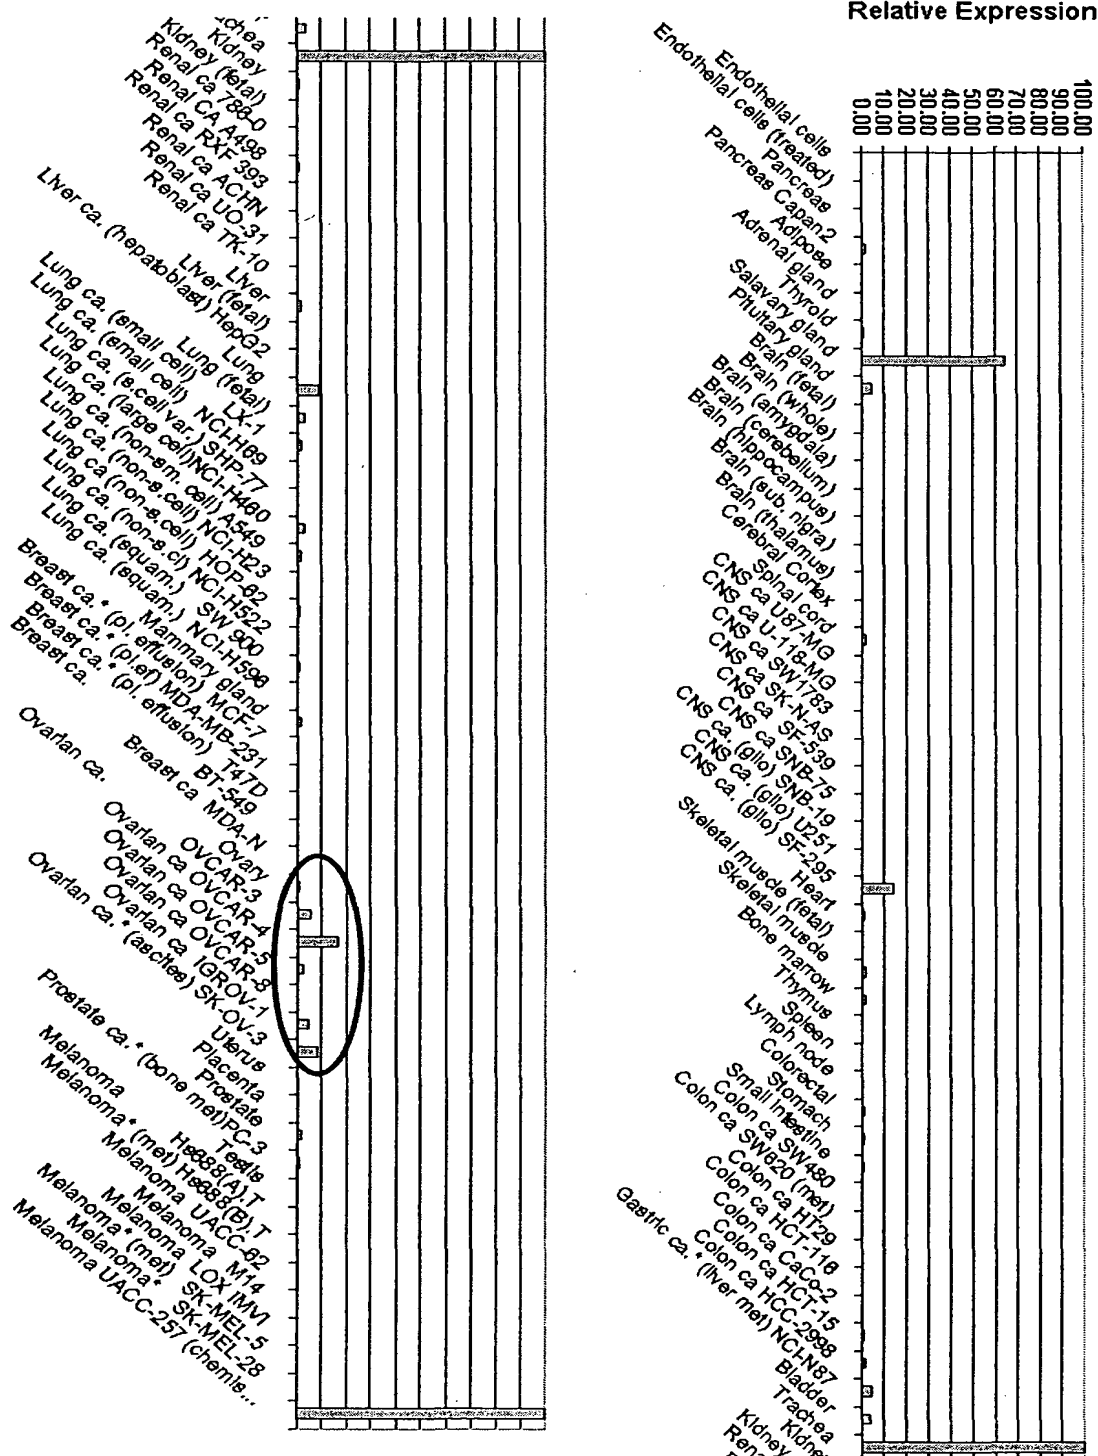 Relative Expression
100.00
90.00
80.00
70.00
60.00
50.00
40.00
30.00
20.00
10.00
0.00
Endothelial cells
Endothelial cells (treated)
Pancreas
Pancreas Capan2
Adipose
Adrenal gland
Thyroid
Salavary gland
Pituitary gland
Brain (fetal)
Brain (whole)
Brain (amygdala)
Brain (cerebellum)
Brain (hippocampus)
Brain (sub. nigra)
Brain (thalamus)
Cerebral Cortex
Spinal cord
CNS ca U87-MG
CNS ca U-118-MG
CNS ca SW1783
CNS ca SK-N-AS
CNS ca SF-539
CNS ca SNB-75
CNS ca. (glio) SNB-19
CNS ca. (glio) U251
CNS ca. (glio) SF-295
Heart
Skeletal muscle (fetal)
Skeletal muscle
Bone marrow
Thymus
Spleen
Lymph node
Colorectal
Stomach
Small Intestine
Colon ca SW480
Colon ca SW620 (met)
Colon ca HT29
Colon ca HCT-116
Colon ca CaCo-2
Colon ca HCT-15
Colon ca HCC-2998
Gastric ca. * (liver met) NCI-N87
Bladder
Trachea
Kidney
Kidney
Rena
chea
Kidney
Kidney (fetal)
Renal ca 786-0
Renal CA A498
Renal ca RXF 393
Renal ca ACHN
Renal ca UO-31
Renal ca TK-10
Liver
Liver (fetal)
Liver ca. (hepatoblast) HepG2
Lung
Lung (fetal)
Lung ca. (small cell) LX-1
Lung ca. (small cell) NCI-H69
Lung ca. (s.cell var.) SHP-77
Lung ca. (large cell)NCI-H460
Lung ca. (non-sm. cell) A549
Lung ca. (non-s.cell) NCI-H23
Lung ca (non-s.cell) HOP-62
Lung ca. (non-s.cl) NCI-H522
Lung ca. (squam.) SW 900
Lung ca. (squam.) NCI-H596
Mammary gland
Breast ca. * (pl. effusion) MCF-7
Breast ca. * (pl.ef) MDA-MB-231
Breast ca. * (pl. effusion) T47D
Breast ca. BT-549
Breast ca MDA-N
Ovary
Ovarian ca. OVCAR-3
Ovarian ca OVCAR-4
Ovarian ca OVCAR-5
Ovarian ca OVCAR-8
Ovarian ca IGROV-1
Ovarian ca. * (ascites) SK-OV-3
Uterus
Placenta
Prostate
Prostate ca. * (bone met)PC-3
Testis
Melanoma Hs688(A).T
Melanoma * (met) Hs688(B).T
Melanoma UACC-62
Melanoma M14
Melanoma LOX IMVI
Melanoma * (met) SK-MEL-5
Melanoma * SK-MEL-28
Melanoma UACC-257 (chemis...